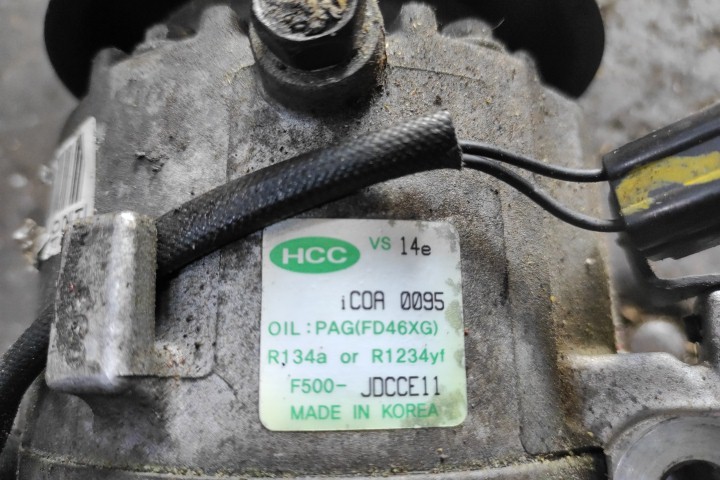 HCC VS 14e
iCOA 0095
OIL : PAG(FD46XG)
R134a or R1234yf
F500- JDCCE11
MADE IN KOREA